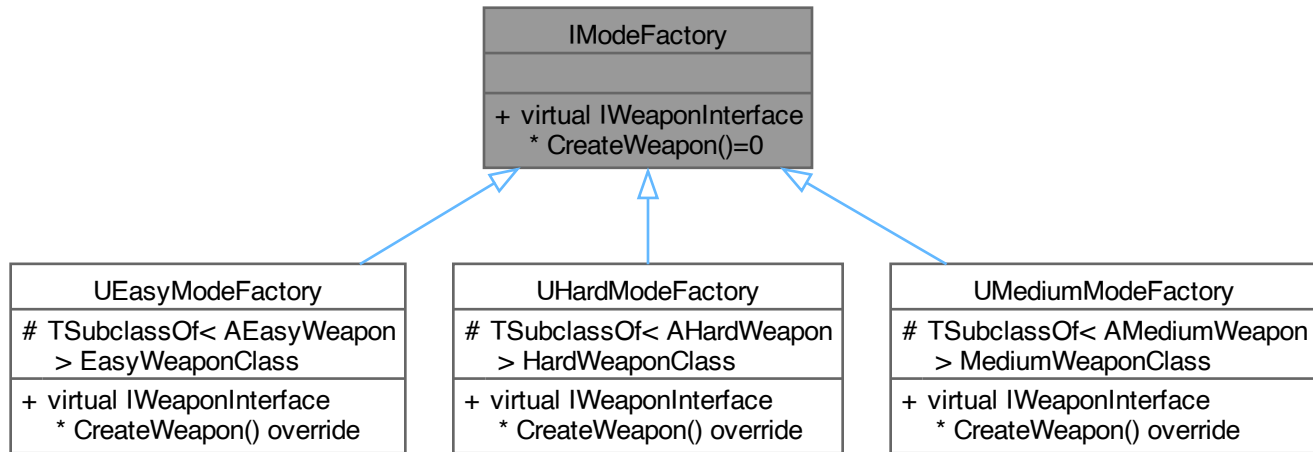 IModeFactory
+ virtual IWeaponInterface
* CreateWeapon()=0
UEasyModeFactory
# TSubclassOf< AEasyWeapon
> EasyWeaponClass
+ virtual IWeaponInterface
* CreateWeapon() override
UHardModeFactory
# TSubclassOf< AHardWeapon
> HardWeaponClass
+ virtual IWeaponInterface
* CreateWeapon() override
UMediumModeFactory
# TSubclassOf< AMediumWeapon
> MediumWeaponClass
+ virtual IWeaponInterface
* CreateWeapon() override